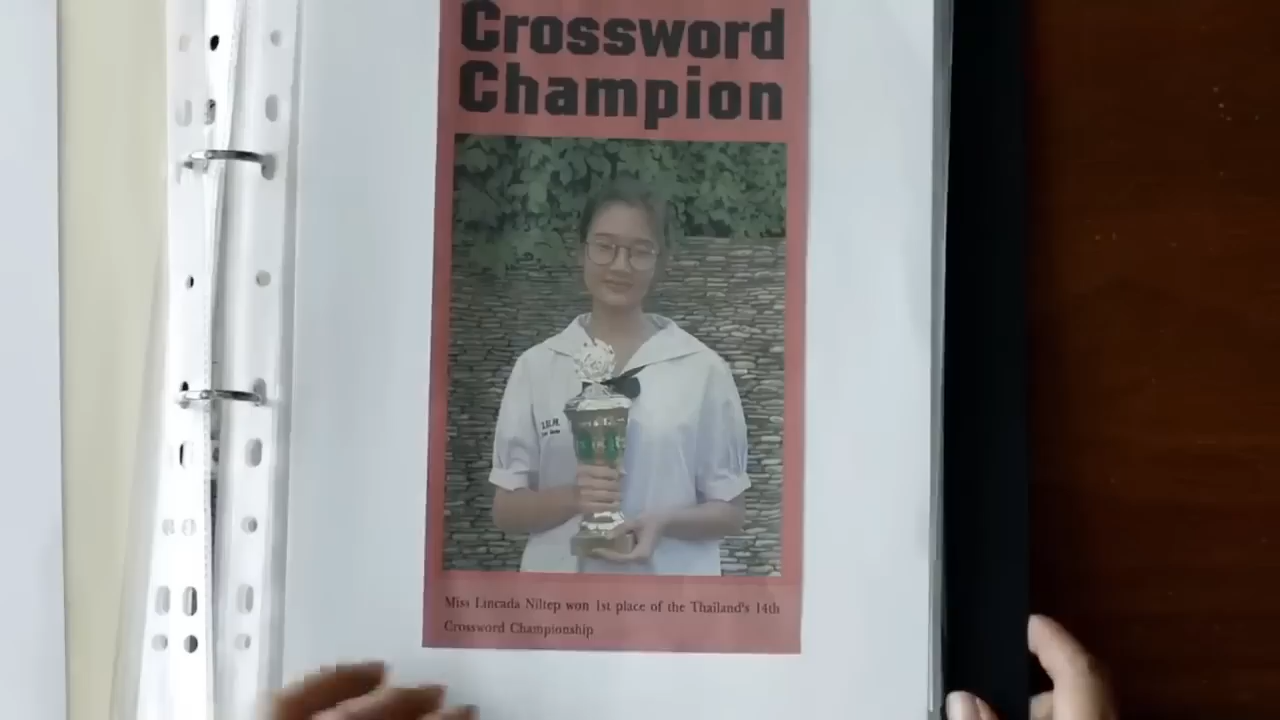 Crossword
Champion
Miss Lincada Niltep won 1st place of the Thailand's 14th
Crossword Championship